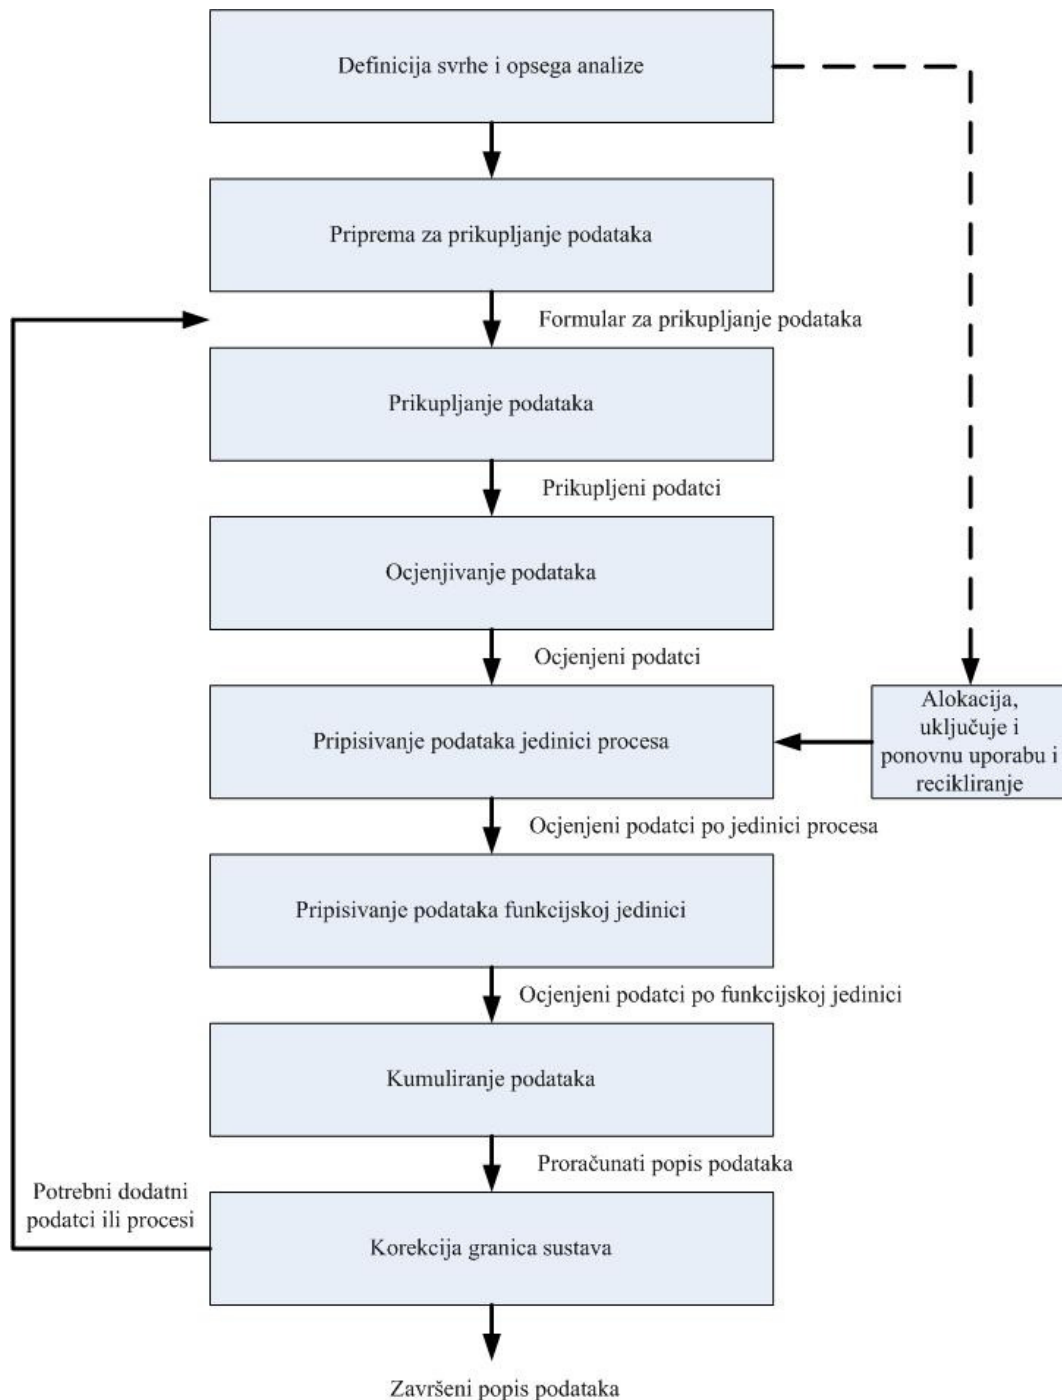 Definicija svrhe i opsega analize
Priprema za prikupljanje podataka
Formular za prikupljanje podataka
Prikupljanje podataka
Prikupljeni podatci
Ocjenjivanje podataka
Ocjenjeni podatci
Pripisivanje podataka jedinici procesa
Alokacija,
uključuje i
ponovnu uporabu i
recikliranje
Ocjenjeni podatci po jedinici procesa
Pripisivanje podataka funkcijskoj jedinici
Ocjenjeni podatci po funkcijskoj jedinici
Kumuliranje podataka
Proračunati popis podataka
Potrebni dodatni
podatci ili procesi
Korekcija granica sustava
Završeni popis podataka